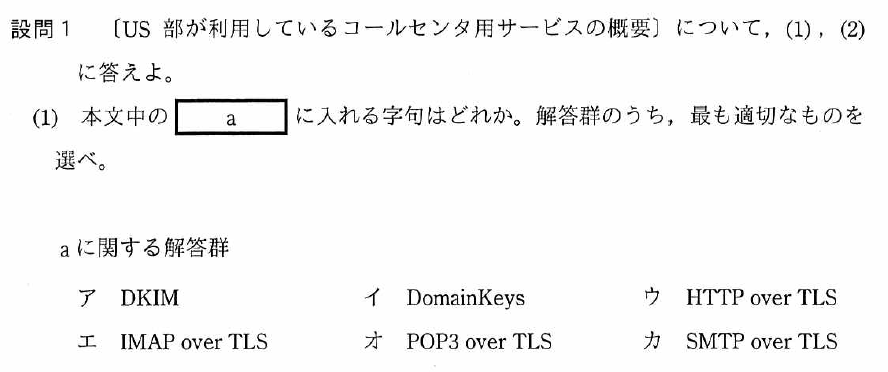 設問1 〔US 部が利用しているコールセンタ用サービスの概要〕について，(1)，(2)
に答えよ。
(1) 本文中の a に入れる字句はどれか。解答群のうち，最も適切なものを
選べ。
a に関する解答群
ア DKIM イ DomainKeys ウ HTTP over TLS
エ IMAP over TLS オ POP3 over TLS カ SMTP over TLS